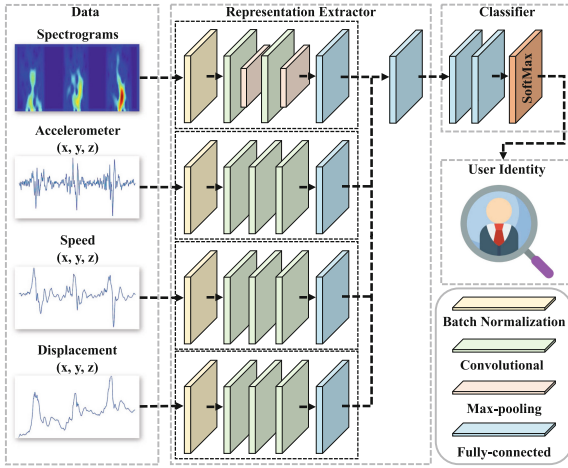 Data
Representation Extractor
Classifier
Spectrograms
SoftMax
Accelerometer
(x, y, z)
User Identity
Speed
(x, y, z)
Batch Normalization
Displacement
(x, y, z)
Convolutional
Max-pooling
Fully-connected